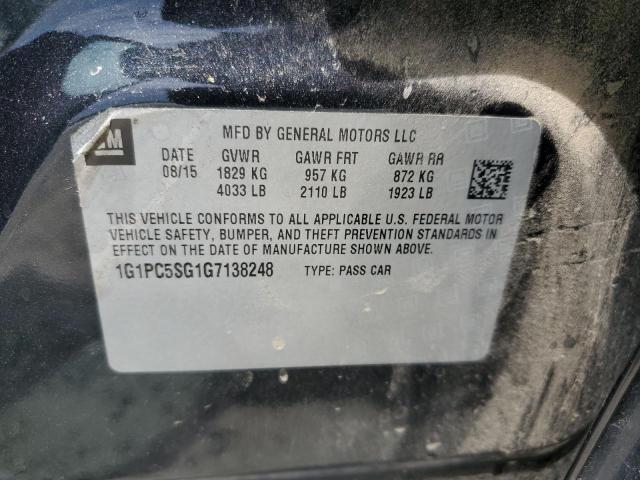 GM
MFD BY GENERAL MOTORS LLC
DATE GVWR GAWR FRT GAWR RR
08/15 1829 KG 957 KG 872 KG
4033 LB 2110 LB 1923 LB
THIS VEHICLE CONFORMS TO ALL APPLICABLE U.S. FEDERAL MOTOR
VEHICLE SAFETY, BUMPER, AND THEFT PREVENTION STANDARDS IN
EFFECT ON THE DATE OF MANUFACTURE SHOWN ABOVE.
1G1PC5SG1G7138248 TYPE: PASS CAR